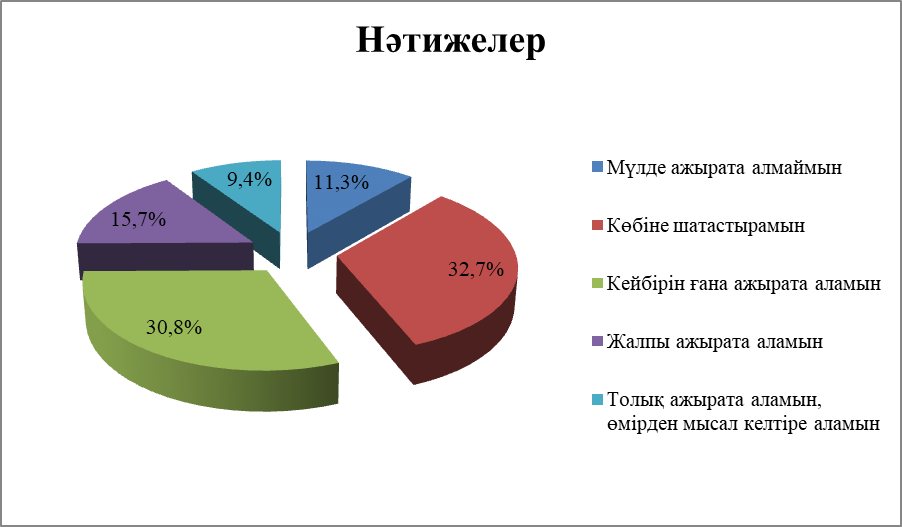 Нәтижелер
9,4%
11,3%
15,7%
32,7%
30,8%
Мүлде ажырата алмаймын
Көбіне шатастырамын
Кейбірін ғана ажырата аламын
Жалпы ажырата аламын
Толық ажырата аламын,
өмірден мысал келтіре аламын